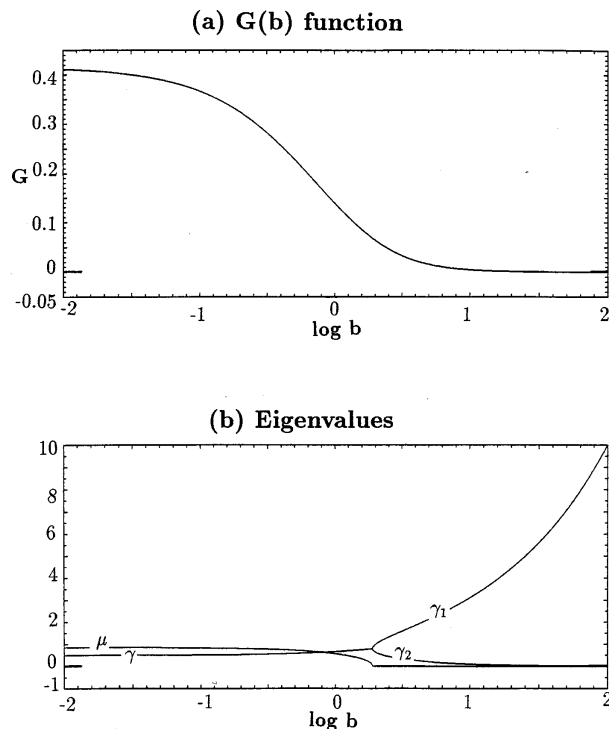 (a) G(b) function
0.4
0.3
G 0.2
0.1
0
-0.05
-2 -1 0 1 2
log b
(b) Eigenvalues
10
8
6
4
γ₁
2
μ
γ γ₂
0
-1
-2 -1 0 1 2
log b